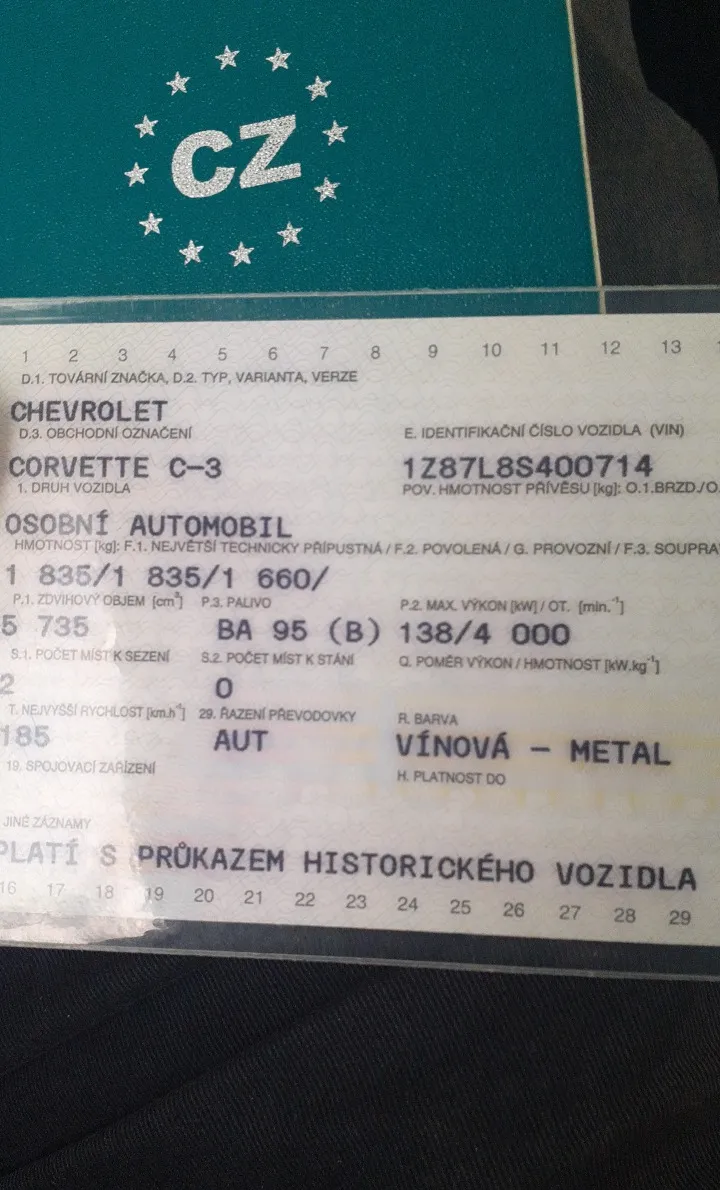 CZ
1 2 3 4 5 6 7 8 9 10 11 12 13
D.1. TOVÁRNÍ ZNAČKA, D.2. TYP, VARIANTA, VERZE
CHEVROLET
D.3. OBCHODNÍ OZNAČENÍ E. IDENTIFIKAČNÍ ČÍSLO VOZIDLA (VIN)
CORVETTE C-3 1Z87L8S400714
1. DRUH VOZIDLA POV. HMOTNOST PŘÍVĚSU [kg]: O.1.BRZD./O.
OSOBNÍ AUTOMOBIL
HMOTNOST [kg]: F.1. NEJVĚTŠÍ TECHNICKY PŘÍPUSTNÁ / F.2. POVOLENÁ / G. PROVOZNÍ / F.3. SOUPRA
1 835/1 835/1 660/
P.1. ZDVIHOVÝ OBJEM [cm³] P.3. PALIVO P.2. MAX. VÝKON [kW] / OT. [min.⁻¹]
5 735 BA 95 (B) 138/4 000
S.1. POČET MÍST K SEZENÍ S.2. POČET MÍST K STÁNÍ Q. POMĚR VÝKON / HMOTNOST [kW.kg⁻¹]
2 0
T. NEJVYŠŠÍ RYCHLOST [km.h⁻¹] 29. ŘAZENÍ PŘEVODOVKY R. BARVA
185 AUT VÍNOVÁ – METAL
19. SPOJOVACÍ ZAŘÍZENÍ H. PLATNOST DO
JINÉ ZÁZNAMY
PLATÍ S PRŮKAZEM HISTORICKÉHO VOZIDLA
16 17 18 19 20 21 22 23 24 25 26 27 28 29